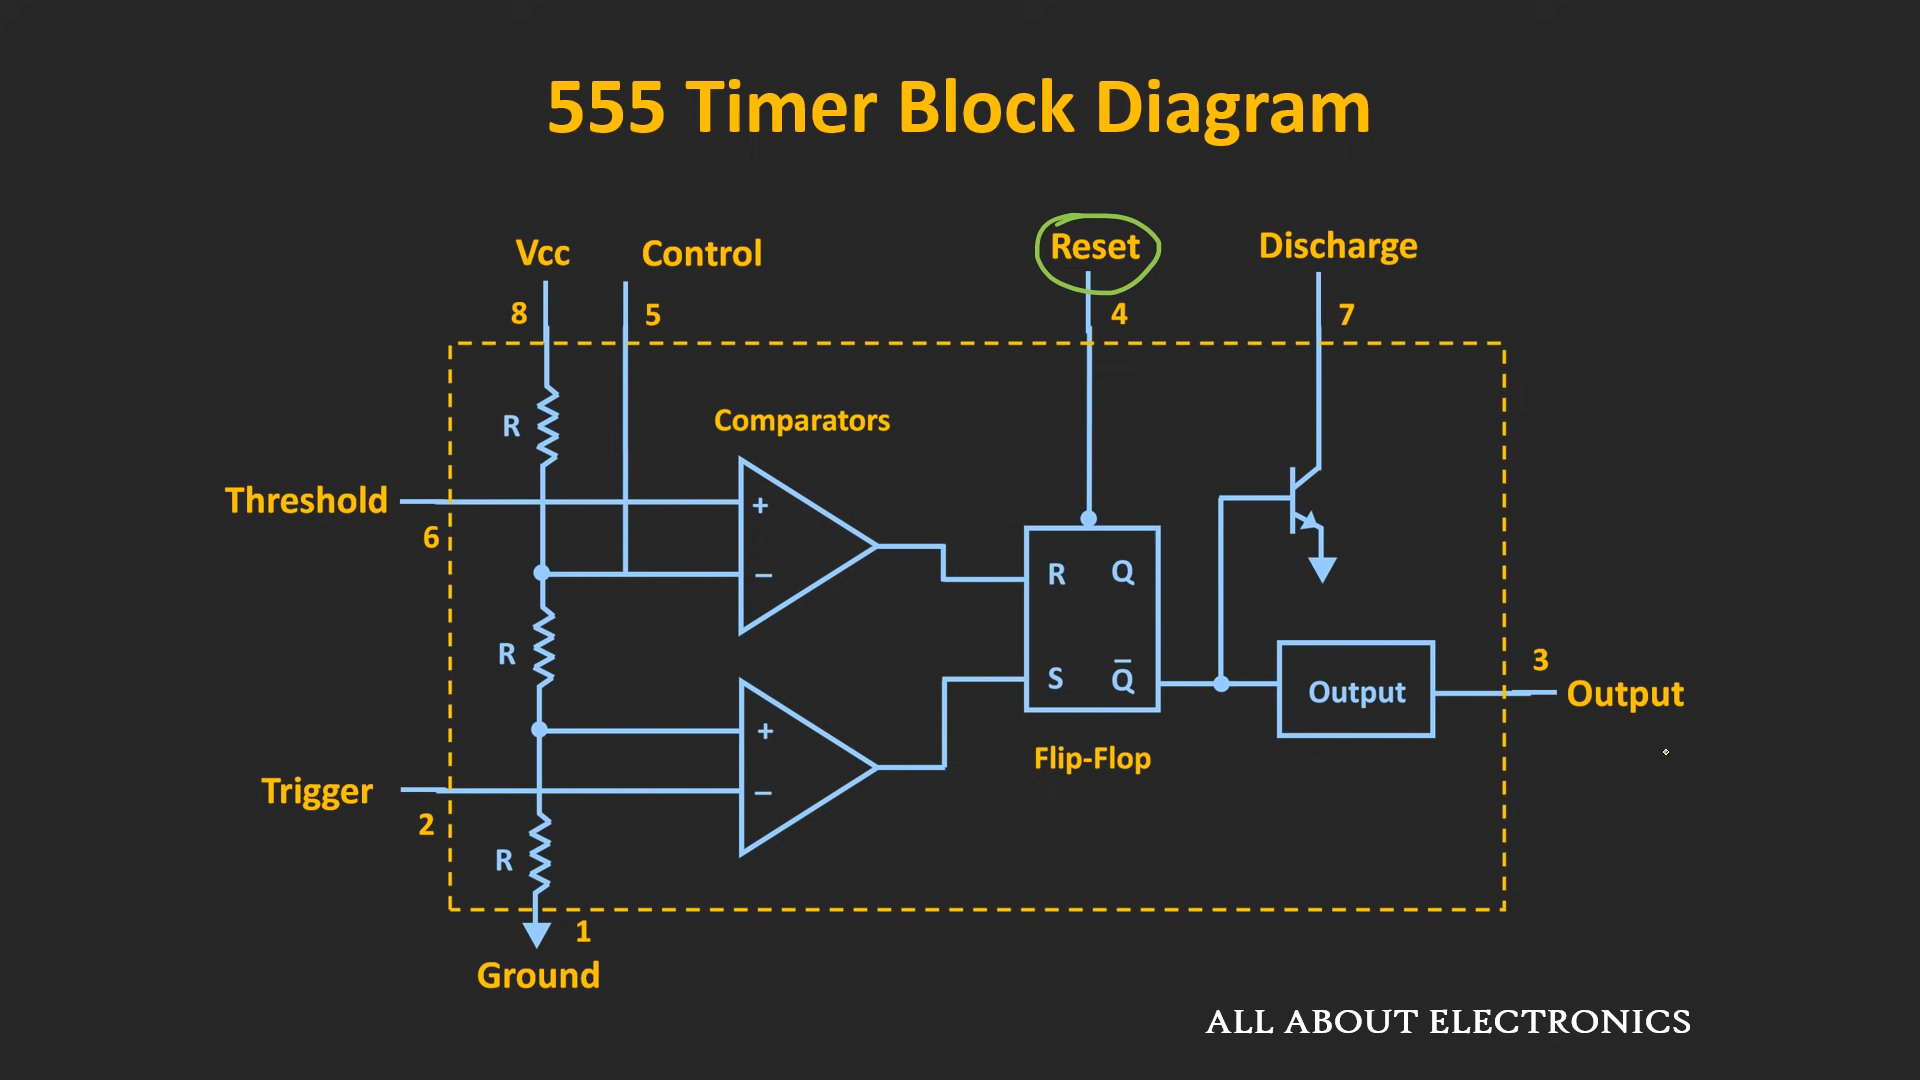 555 Timer Block Diagram
Vcc
Control
Reset
Discharge
8
5
4
7
R
Comparators
Threshold
6
+
−
R
Q
R
S
Q̅
Output
3
Output
+
−
Flip-Flop
Trigger
2
R
1
Ground
ALL ABOUT ELECTRONICS